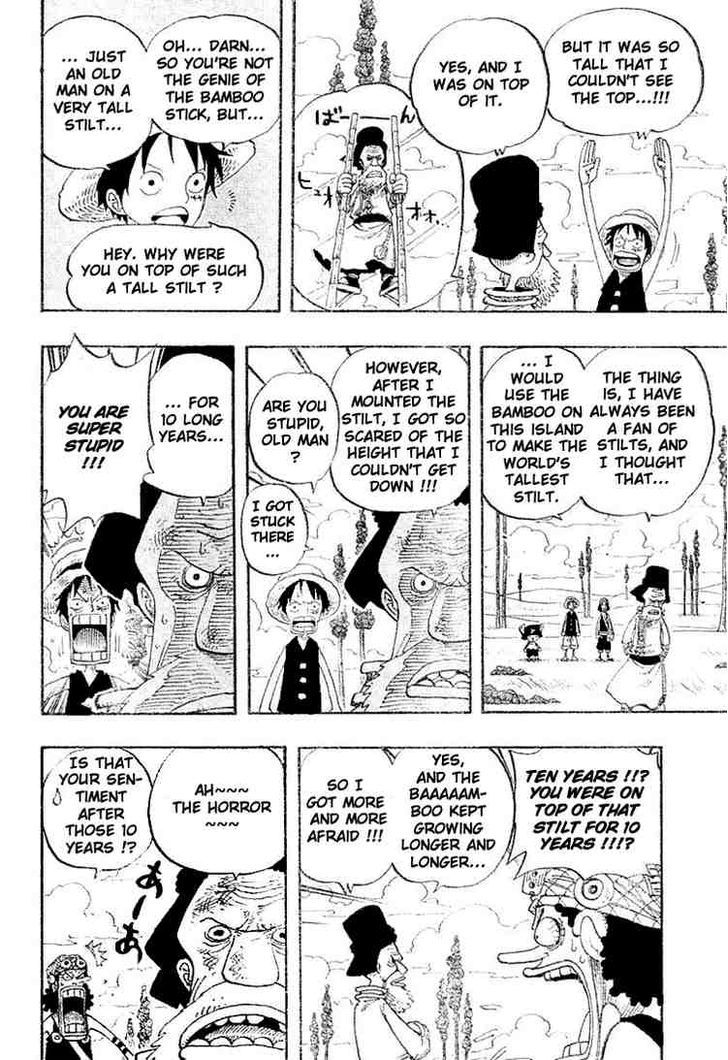 BUT IT WAS SO
TALL THAT I
COULDN'T SEE
THE TOP...!!!
YES, AND I
WAS ON TOP
OF IT.
ばーん
ヒュオ
オオ...
OH... DARN...
SO YOU'RE NOT
THE GENIE OF
THE BAMBOO
STICK, BUT...
... JUST
AN OLD
MAN ON A
VERY TALL
STILT...
HEY. WHY WERE
YOU ON TOP OF SUCH
A TALL STILT ?
THE THING
IS, I HAVE
ALWAYS BEEN
A FAN OF
STILTS, AND
I THOUGHT
THAT...
... I
WOULD
USE THE
BAMBOO ON
THIS ISLAND
TO MAKE THE
WORLD'S
TALLEST
STILT.
HOWEVER,
AFTER I
MOUNTED THE
STILT, I GOT SO
SCARED OF THE
HEIGHT THAT I
COULDN'T GET
DOWN !!!
ARE YOU
STUPID,
OLD MAN
?
I GOT
STUCK
THERE
...
... FOR
10 LONG
YEARS...
YOU ARE
SUPER
STUPID
!!!
TEN YEARS !!?
YOU WERE ON
TOP OF THAT
STILT FOR 10
YEARS !!!?
YES,
AND THE
BAAAAAM-
BOO KEPT
GROWING
LONGER AND
LONGER...
SO I
GOT MORE
AND MORE
AFRAID !!!
AH~~~
THE HORROR
~~~
あーあー
IS THAT
YOUR SEN-
TIMENT
AFTER
THOSE 10
YEARS !?